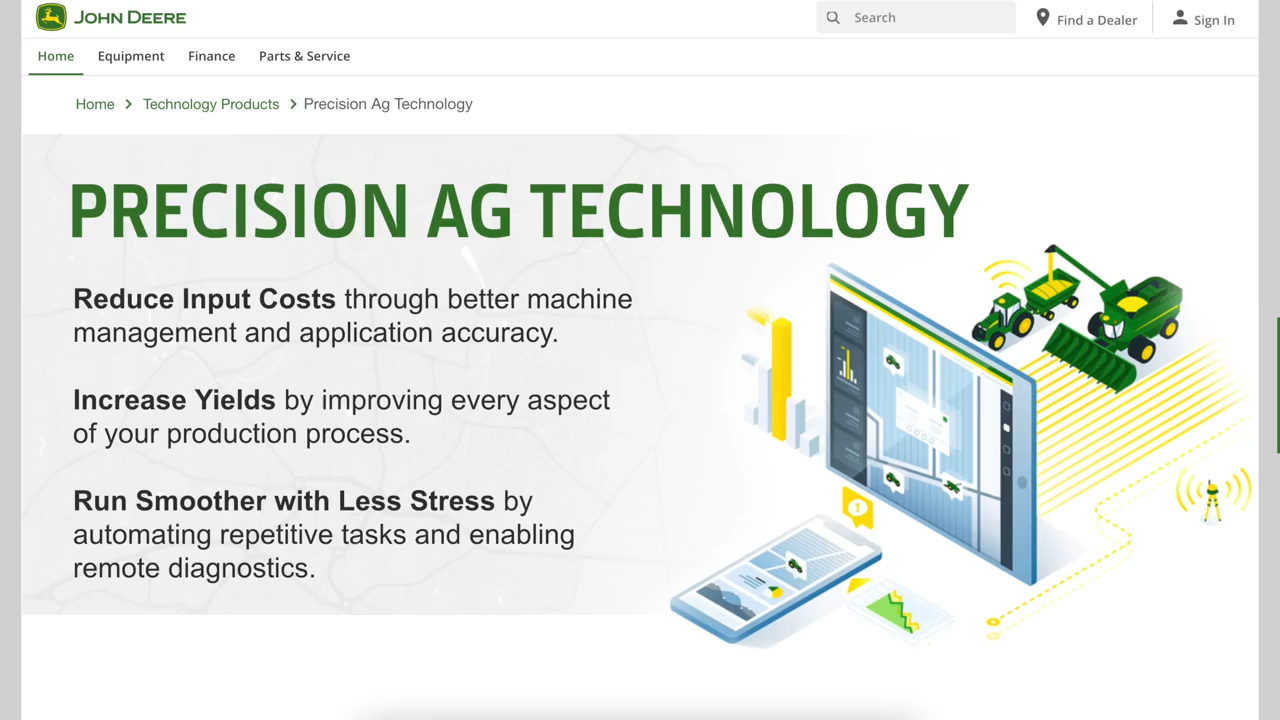 JOHN DEERE
Search
Find a Dealer
Sign In
Home
Equipment
Finance
Parts & Service
Home
Technology Products
Precision Ag Technology
PRECISION AG TECHNOLOGY
Reduce Input Costs through better machine
management and application accuracy.
Increase Yields by improving every aspect
of your production process.
Run Smoother with Less Stress by
automating repetitive tasks and enabling
remote diagnostics.
1